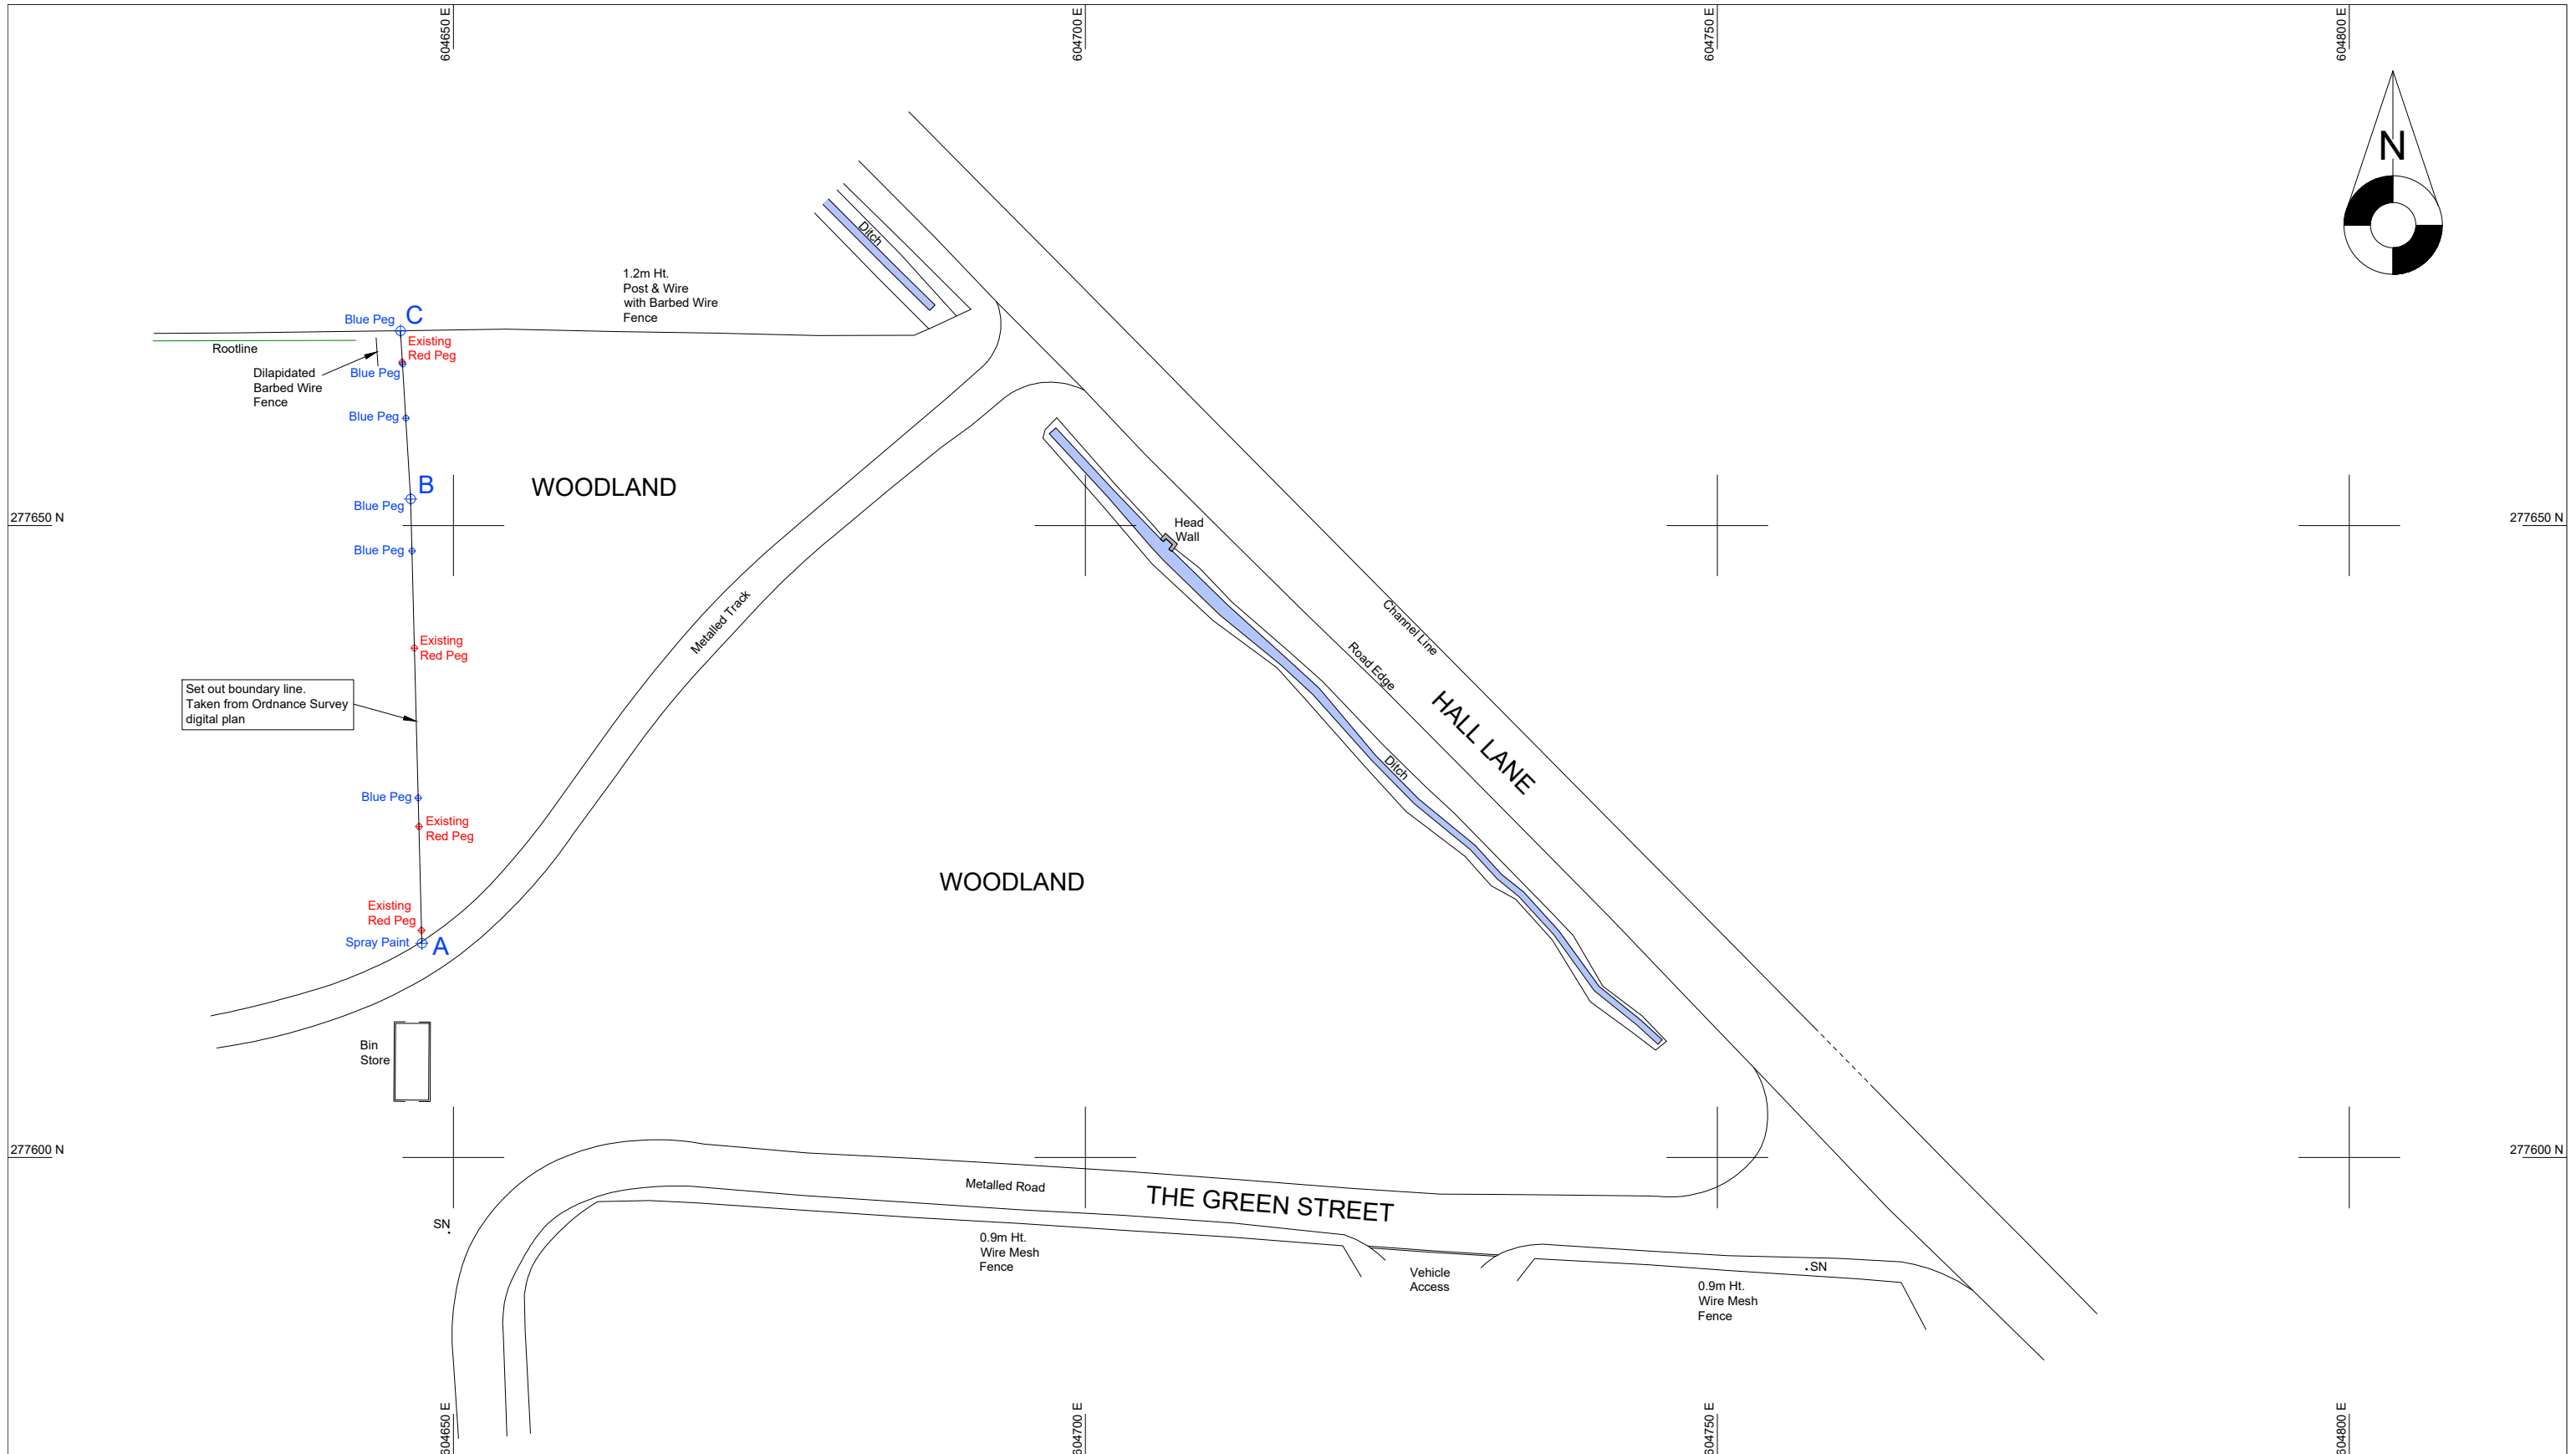 604650 E
604700 E
604750 E
604800 E
N
Ditch
1.2m Ht.
Post & Wire
with Barbed Wire
Fence
Blue Peg
C
Existing
Red Peg
Rootline
Dilapidated
Barbed Wire
Fence
Blue Peg
Blue Peg
B
WOODLAND
Blue Peg
277650 N
277650 N
Head
Wall
Blue Peg
Metalled Track
Channel Line
Existing
Red Peg
Road Edge
Set out boundary line.
Taken from Ordnance Survey
digital plan
HALL LANE
Ditch
Blue Peg
Existing
Red Peg
WOODLAND
Existing
Red Peg
Spray Paint
A
Bin
Store
277600 N
277600 N
Metalled Road
THE GREEN STREET
SN
0.9m Ht.
Wire Mesh
Fence
Vehicle
Access
SN
0.9m Ht.
Wire Mesh
Fence
604650 E
604700 E
604750 E
604800 E